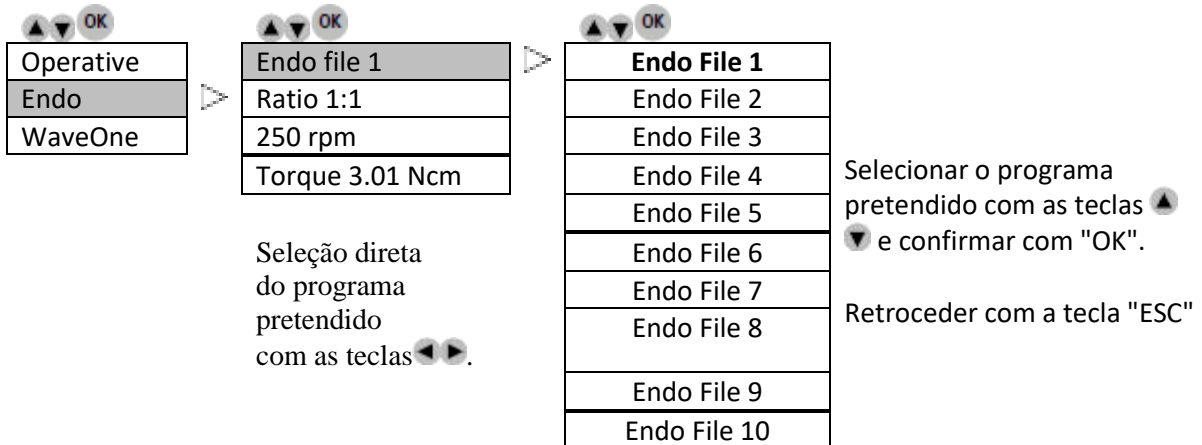 OK
Operative
Endo
WaveOne
OK
Endo file 1
Ratio 1:1
250 rpm
Torque 3.01 Ncm
Seleção direta
do programa
pretendido
com as teclas .
OK
Endo File 1
Endo File 2
Endo File 3
Endo File 4
Endo File 5
Endo File 6
Endo File 7
Endo File 8
Endo File 9
Endo File 10
Selecionar o programa
pretendido com as teclas
e confirmar com "OK".
Retroceder com a tecla "ESC"